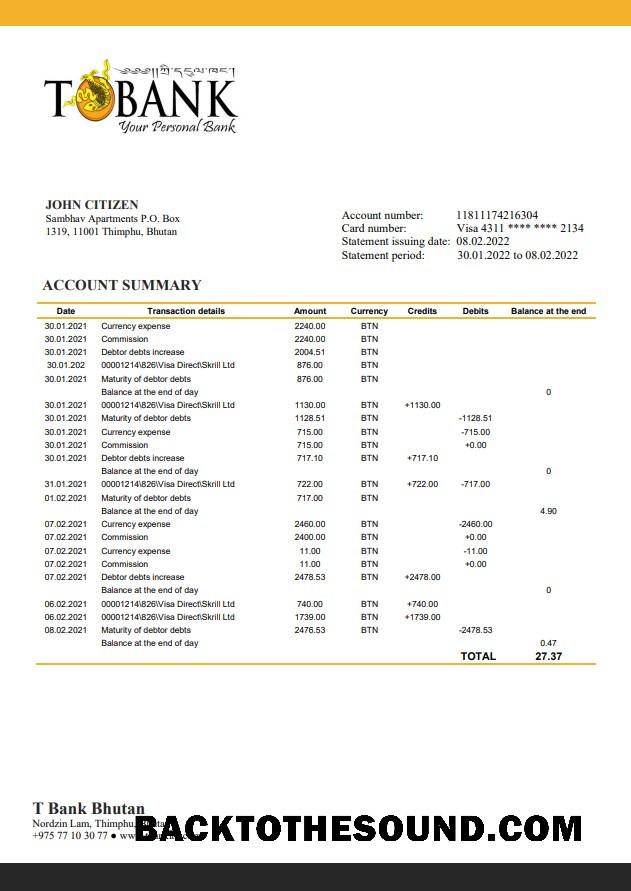 དངུལ་ཁང་།
T BANK
Your Personal Bank
JOHN CITIZEN
Sambhav Apartments P.O. Box
1319, 11001 Thimphu, Bhutan
Account number: 11811174216304
Card number: Visa 4311 **** **** 2134
Statement issuing date: 08.02.2022
Statement period: 30.01.2022 to 08.02.2022
ACCOUNT SUMMARY
Date Transaction details Amount Currency Credits Debits Balance at the end
30.01.2021 Currency expense 2240.00 BTN
30.01.2021 Commission 2240.00 BTN
30.01.2021 Debtor debts increase 2004.51 BTN
30.01.202 00001214\826\Visa Direct\Skrill Ltd 876.00 BTN
30.01.2021 Maturity of debtor debts 876.00 BTN
Balance at the end of day 0
30.01.2021 00001214\826\Visa Direct\Skrill Ltd 1130.00 BTN +1130.00
30.01.2021 Maturity of debtor debts 1128.51 BTN -1128.51
30.01.2021 Currency expense 715.00 BTN -715.00
30.01.2021 Commission 715.00 BTN +0.00
30.01.2021 Debtor debts increase 717.10 BTN +717.10
Balance at the end of day 0
31.01.2021 00001214\826\Visa Direct\Skrill Ltd 722.00 BTN +722.00 -717.00
01.02.2021 Maturity of debtor debts 717.00 BTN
Balance at the end of day 4.90
07.02.2021 Currency expense 2460.00 BTN -2460.00
07.02.2021 Commission 2400.00 BTN +0.00
07.02.2021 Currency expense 11.00 BTN -11.00
07.02.2021 Commission 11.00 BTN +0.00
07.02.2021 Debtor debts increase 2478.53 BTN +2478.00
Balance at the end of day 0
06.02.2021 00001214\826\Visa Direct\Skrill Ltd 740.00 BTN +740.00
06.02.2021 00001214\826\Visa Direct\Skrill Ltd 1739.00 BTN +1739.00
08.02.2021 Maturity of debtor debts 2476.53 BTN -2478.53
Balance at the end of day 0.47
TOTAL 27.37
T Bank Bhutan
Nordzin Lam, Thimphu,
+975 77 10 30 77 ●
BACKTOTHESOUND.COM